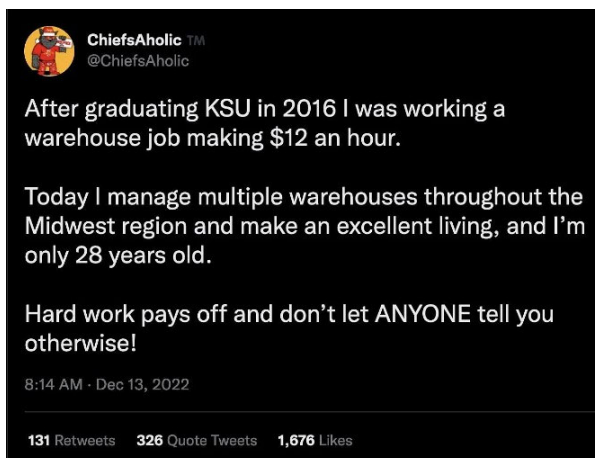 ChiefsAholic TM
@ChiefsAholic
After graduating KSU in 2016 I was working a
warehouse job making $12 an hour.
Today I manage multiple warehouses throughout the
Midwest region and make an excellent living, and I’m
only 28 years old.
Hard work pays off and don’t let ANYONE tell you
otherwise!
8:14 AM · Dec 13, 2022
131 Retweets 326 Quote Tweets 1,676 Likes